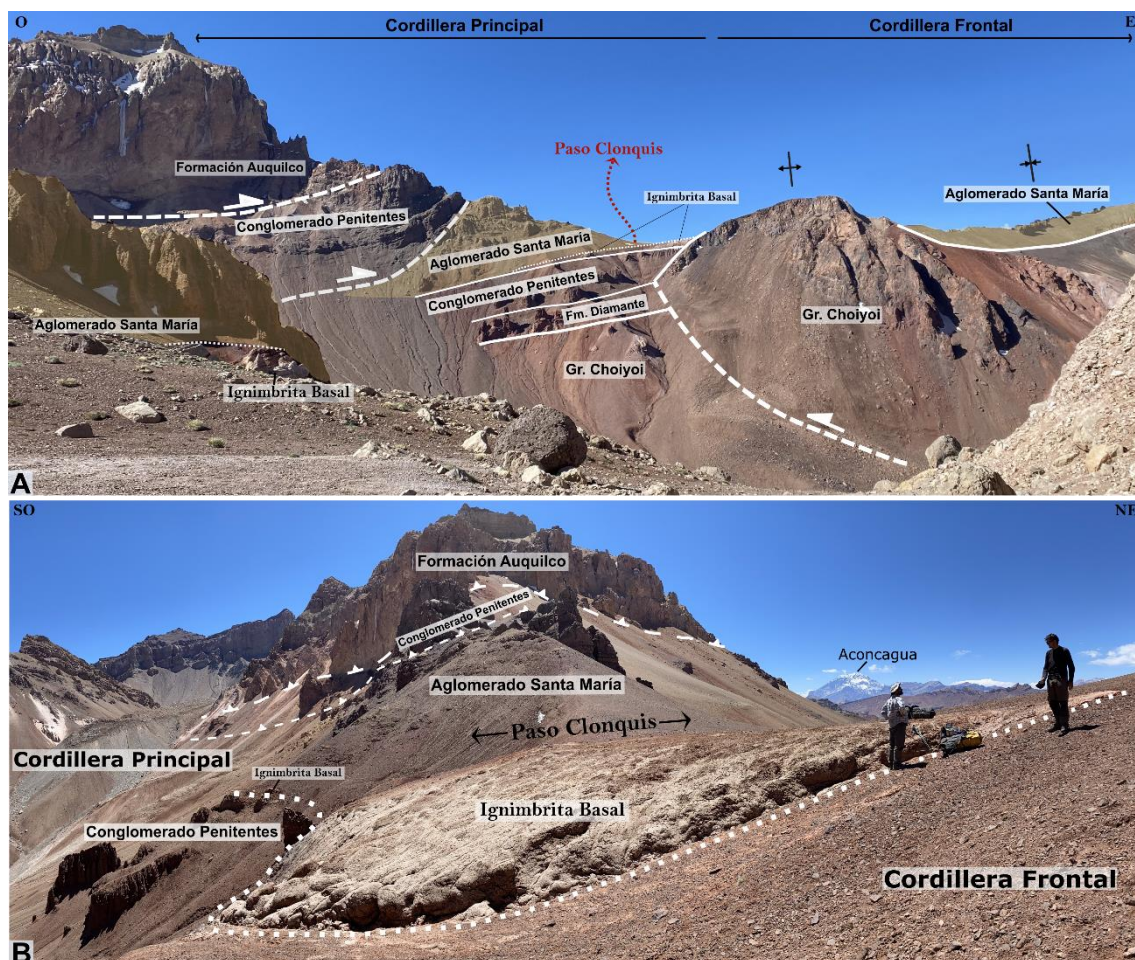 O
Cordillera Principal
Cordillera Frontal
E
Formación Auquilco
Conglomerado Penitentes
Paso Clonquis
Ignimbrita Basal
Aglomerado Santa María
Aglomerado Santa María
Conglomerado Penitentes
Fm. Diamante
Gr. Choiyoi
Gr. Choiyoi
Aglomerado Santa María
Ignimbrita Basal
A
SO
NE
Formación Auquilco
Conglomerado Penitentes
Aconcagua
Aglomerado Santa María
Paso Clonquis
Cordillera Principal
Ignimbrita Basal
Ignimbrita Basal
Conglomerado Penitentes
Cordillera Frontal
B